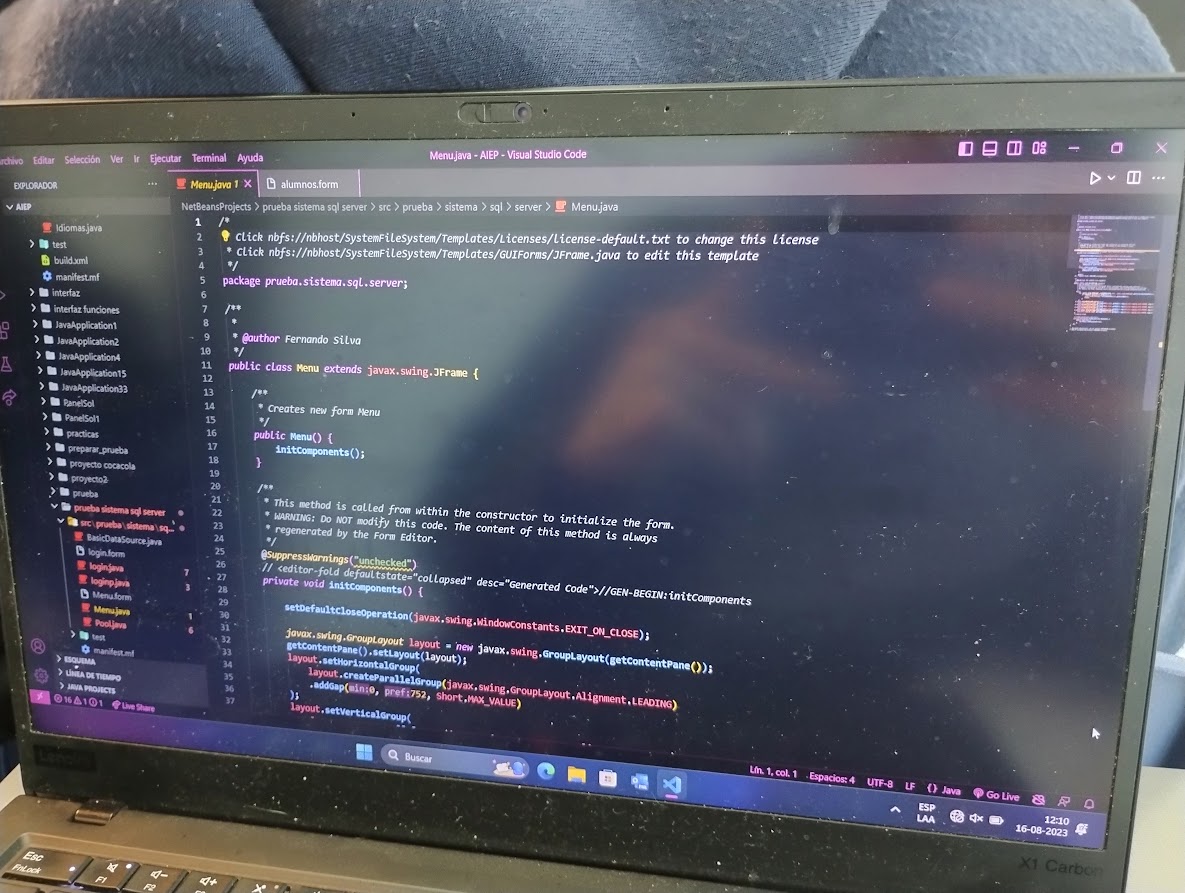 Archivo Editar Selección Ver Ir Ejecutar Terminal Ayuda
Menu.java - AIEP - Visual Studio Code
EXPLORADOR
AIEP
Idiomas.java
test
build.xml
manifest.mf
interfaz
interfaz funciones
JavaApplication1
JavaApplication2
JavaApplication4
JavaApplication15
JavaApplication33
PanelSol
PanelSol1
practicas
preparar_prueba
proyecto cocacola
proyecto2
prueba
prueba sistema sql server
src\prueba\sistema\sq...
BasicDataSource.java
login.form
login.java 7
loginp.java 3
Menu.form
Menu.java 1
Pool.java 6
test
manifest.mf
ESQUEMA
LÍNEA DE TIEMPO
JAVA PROJECTS
Menu.java 1 alumnos.form
NetBeansProjects > prueba sistema sql server > src > prueba > sistema > sql > server > Menu.java
1 /*
2 Click nbfs://nbhost/SystemFileSystem/Templates/Licenses/license-default.txt to change this license
3 * Click nbfs://nbhost/SystemFileSystem/Templates/GUIForms/JFrame.java to edit this template
4 */
5 package prueba.sistema.sql.server;
6
7 /**
8 *
9 * @author Fernando Silva
10 */
11 public class Menu extends javax.swing.JFrame {
12
13 /**
14 * Creates new form Menu
15 */
16 public Menu() {
17 initComponents();
18 }
19
20 /**
21 * This method is called from within the constructor to initialize the form.
22 * WARNING: Do NOT modify this code. The content of this method is always
23 * regenerated by the Form Editor.
24 */
25 @SuppressWarnings("unchecked")
26 // <editor-fold defaultstate="collapsed" desc="Generated Code">//GEN-BEGIN:initComponents
27 private void initComponents() {
28
29 setDefaultCloseOperation(javax.swing.WindowConstants.EXIT_ON_CLOSE);
30
31 javax.swing.GroupLayout layout = new javax.swing.GroupLayout(getContentPane());
32 getContentPane().setLayout(layout);
33 layout.setHorizontalGroup(
34 layout.createParallelGroup(javax.swing.GroupLayout.Alignment.LEADING)
35 .addGap(min:0, pref:752, Short.MAX_VALUE)
36 );
37 layout.setVerticalGroup(
16 1 1 Live Share
Lín. 1, col. 1 Espacios: 4 UTF-8 LF {} Java Go Live
Buscar
ESP
LAA
12:10
16-08-2023
Lenovo
X1 Carbon
Esc
FnLock
F1
F2